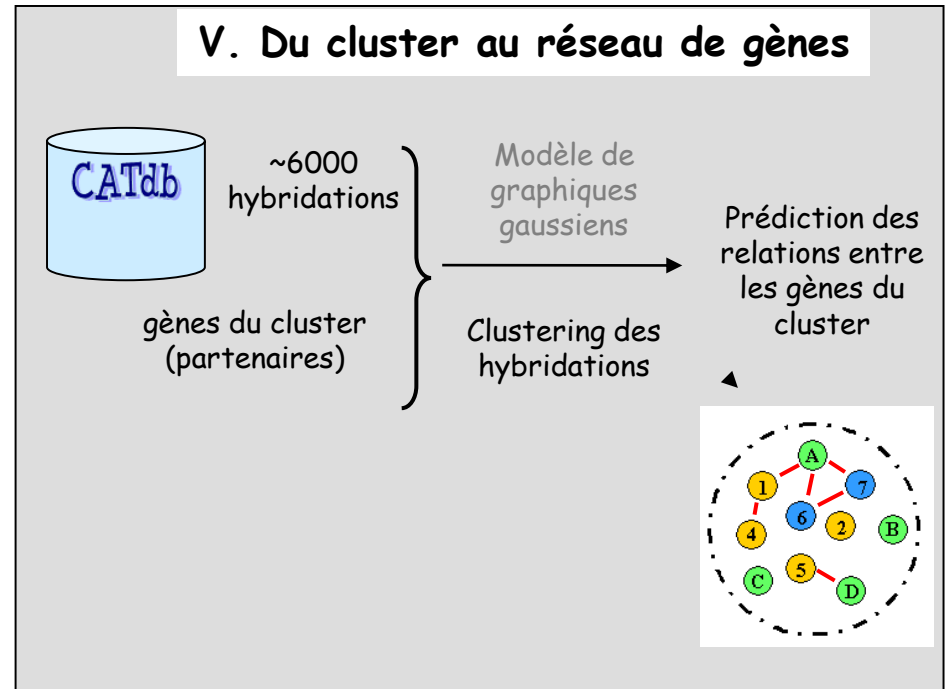 V. Du cluster au réseau de gènes
CATdb
~6000
hybridations
gènes du cluster
(partenaires)
Modèle de
graphiques
gaussiens
Clustering des
hybridations
Prédiction des
relations entre
les gènes du
cluster
A
1
7
6
2
4
B
5
C
D